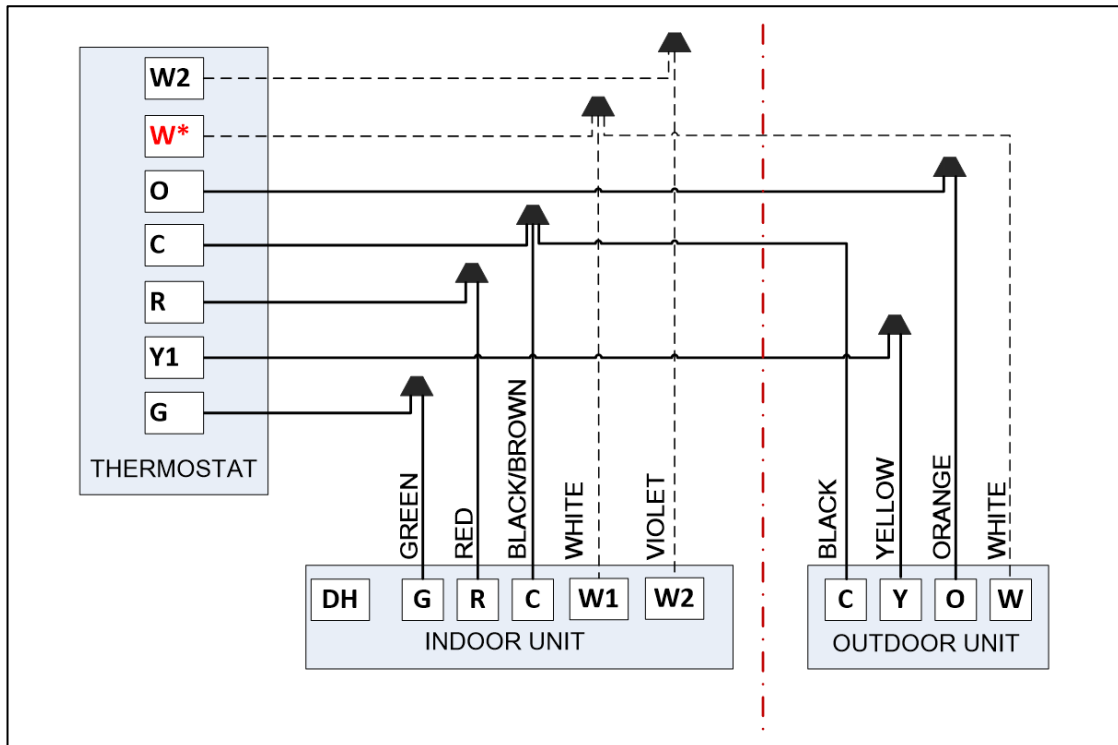 W2
W*
O
C
R
Y1
G
THERMOSTAT
GREEN
RED
BLACK/BROWN
WHITE
VIOLET
BLACK
YELLOW
ORANGE
WHITE
DH G R C W1 W2
INDOOR UNIT
C Y O W
OUTDOOR UNIT